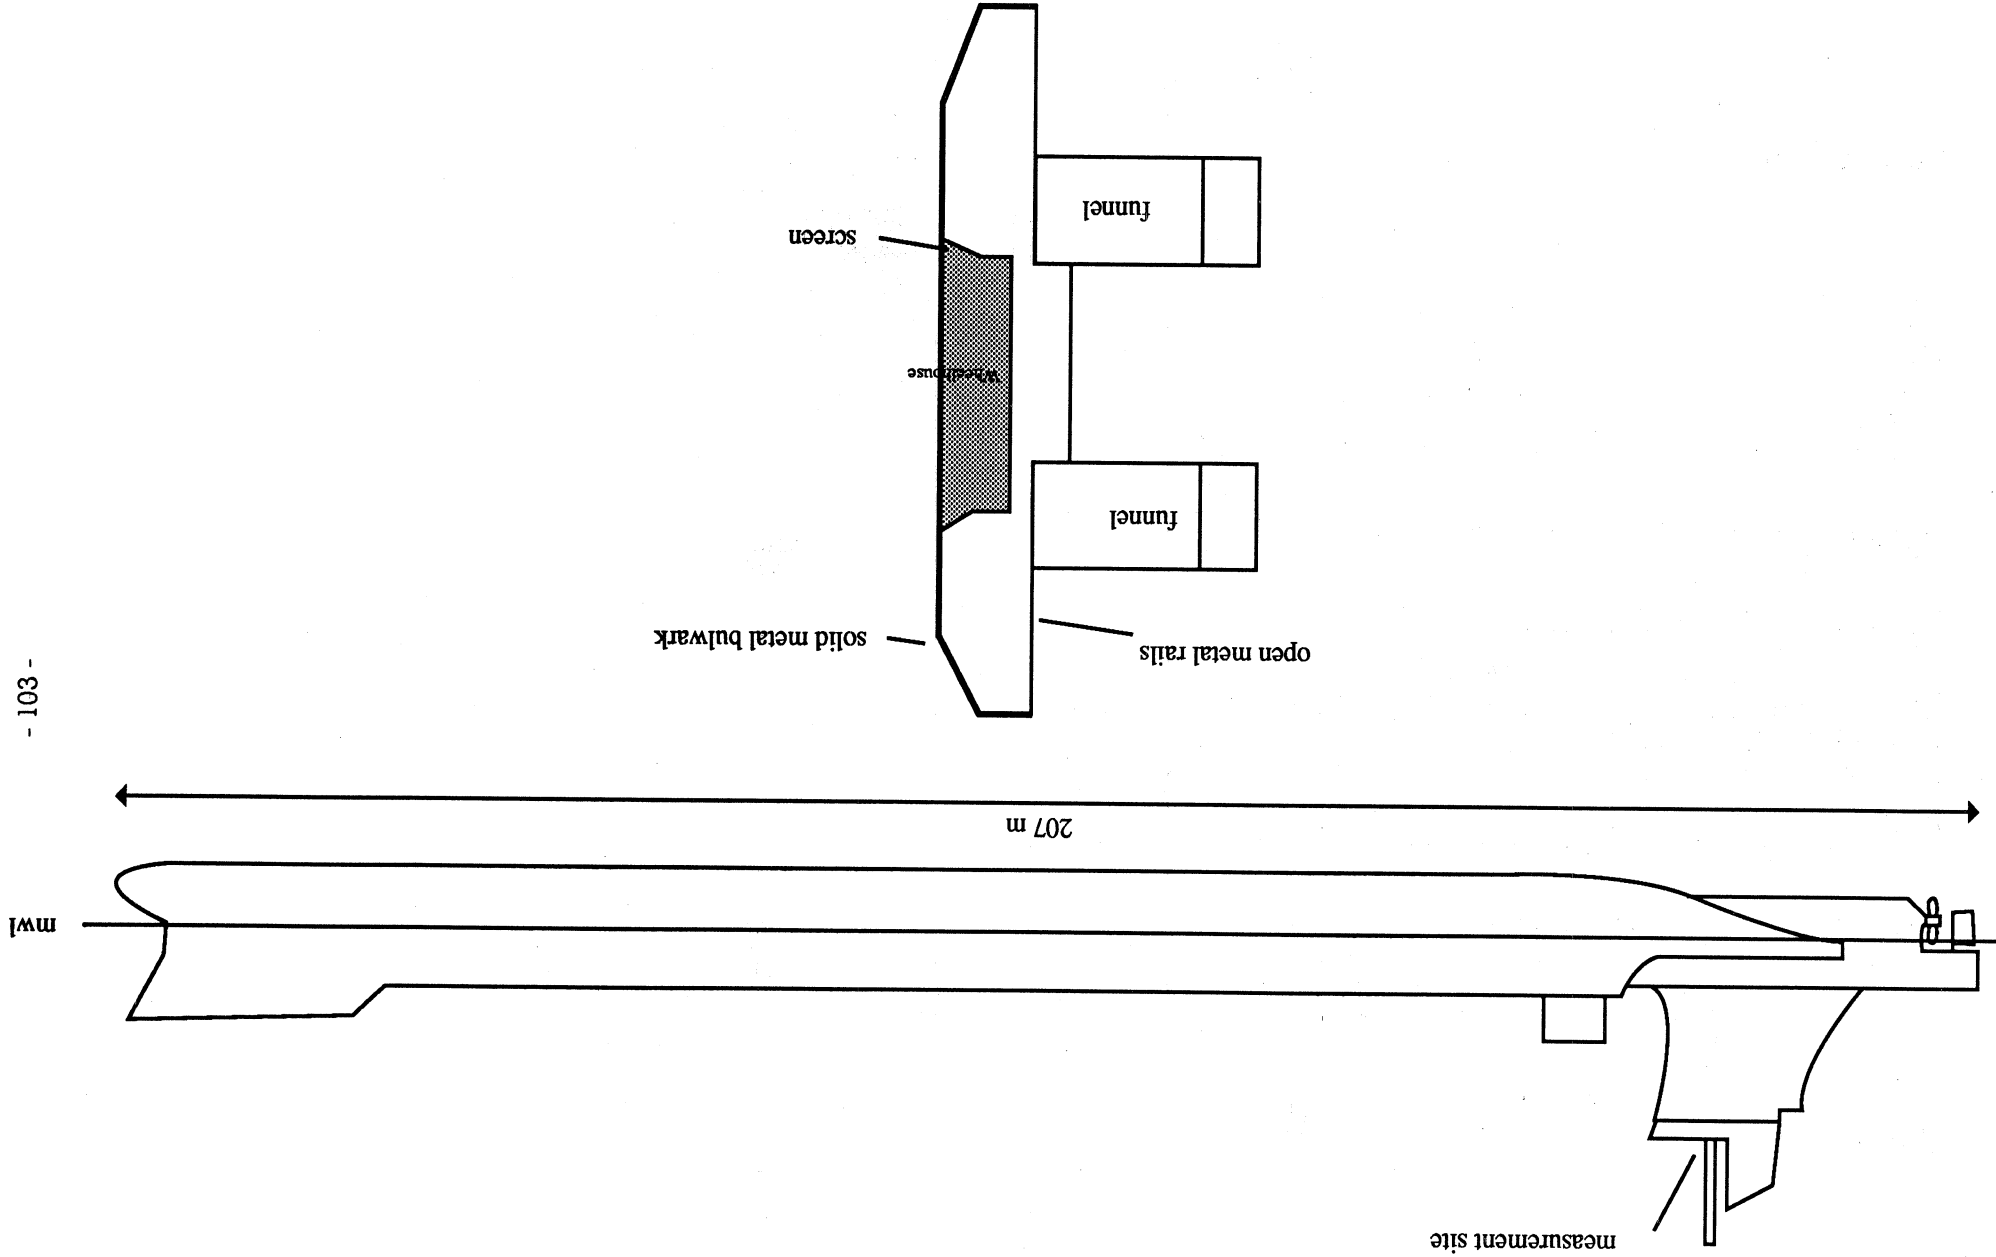 measurement site
mwl
207 m
open metal rails
solid metal bulwark
funnel
Wheelhouse
screen
funnel
- 103 -